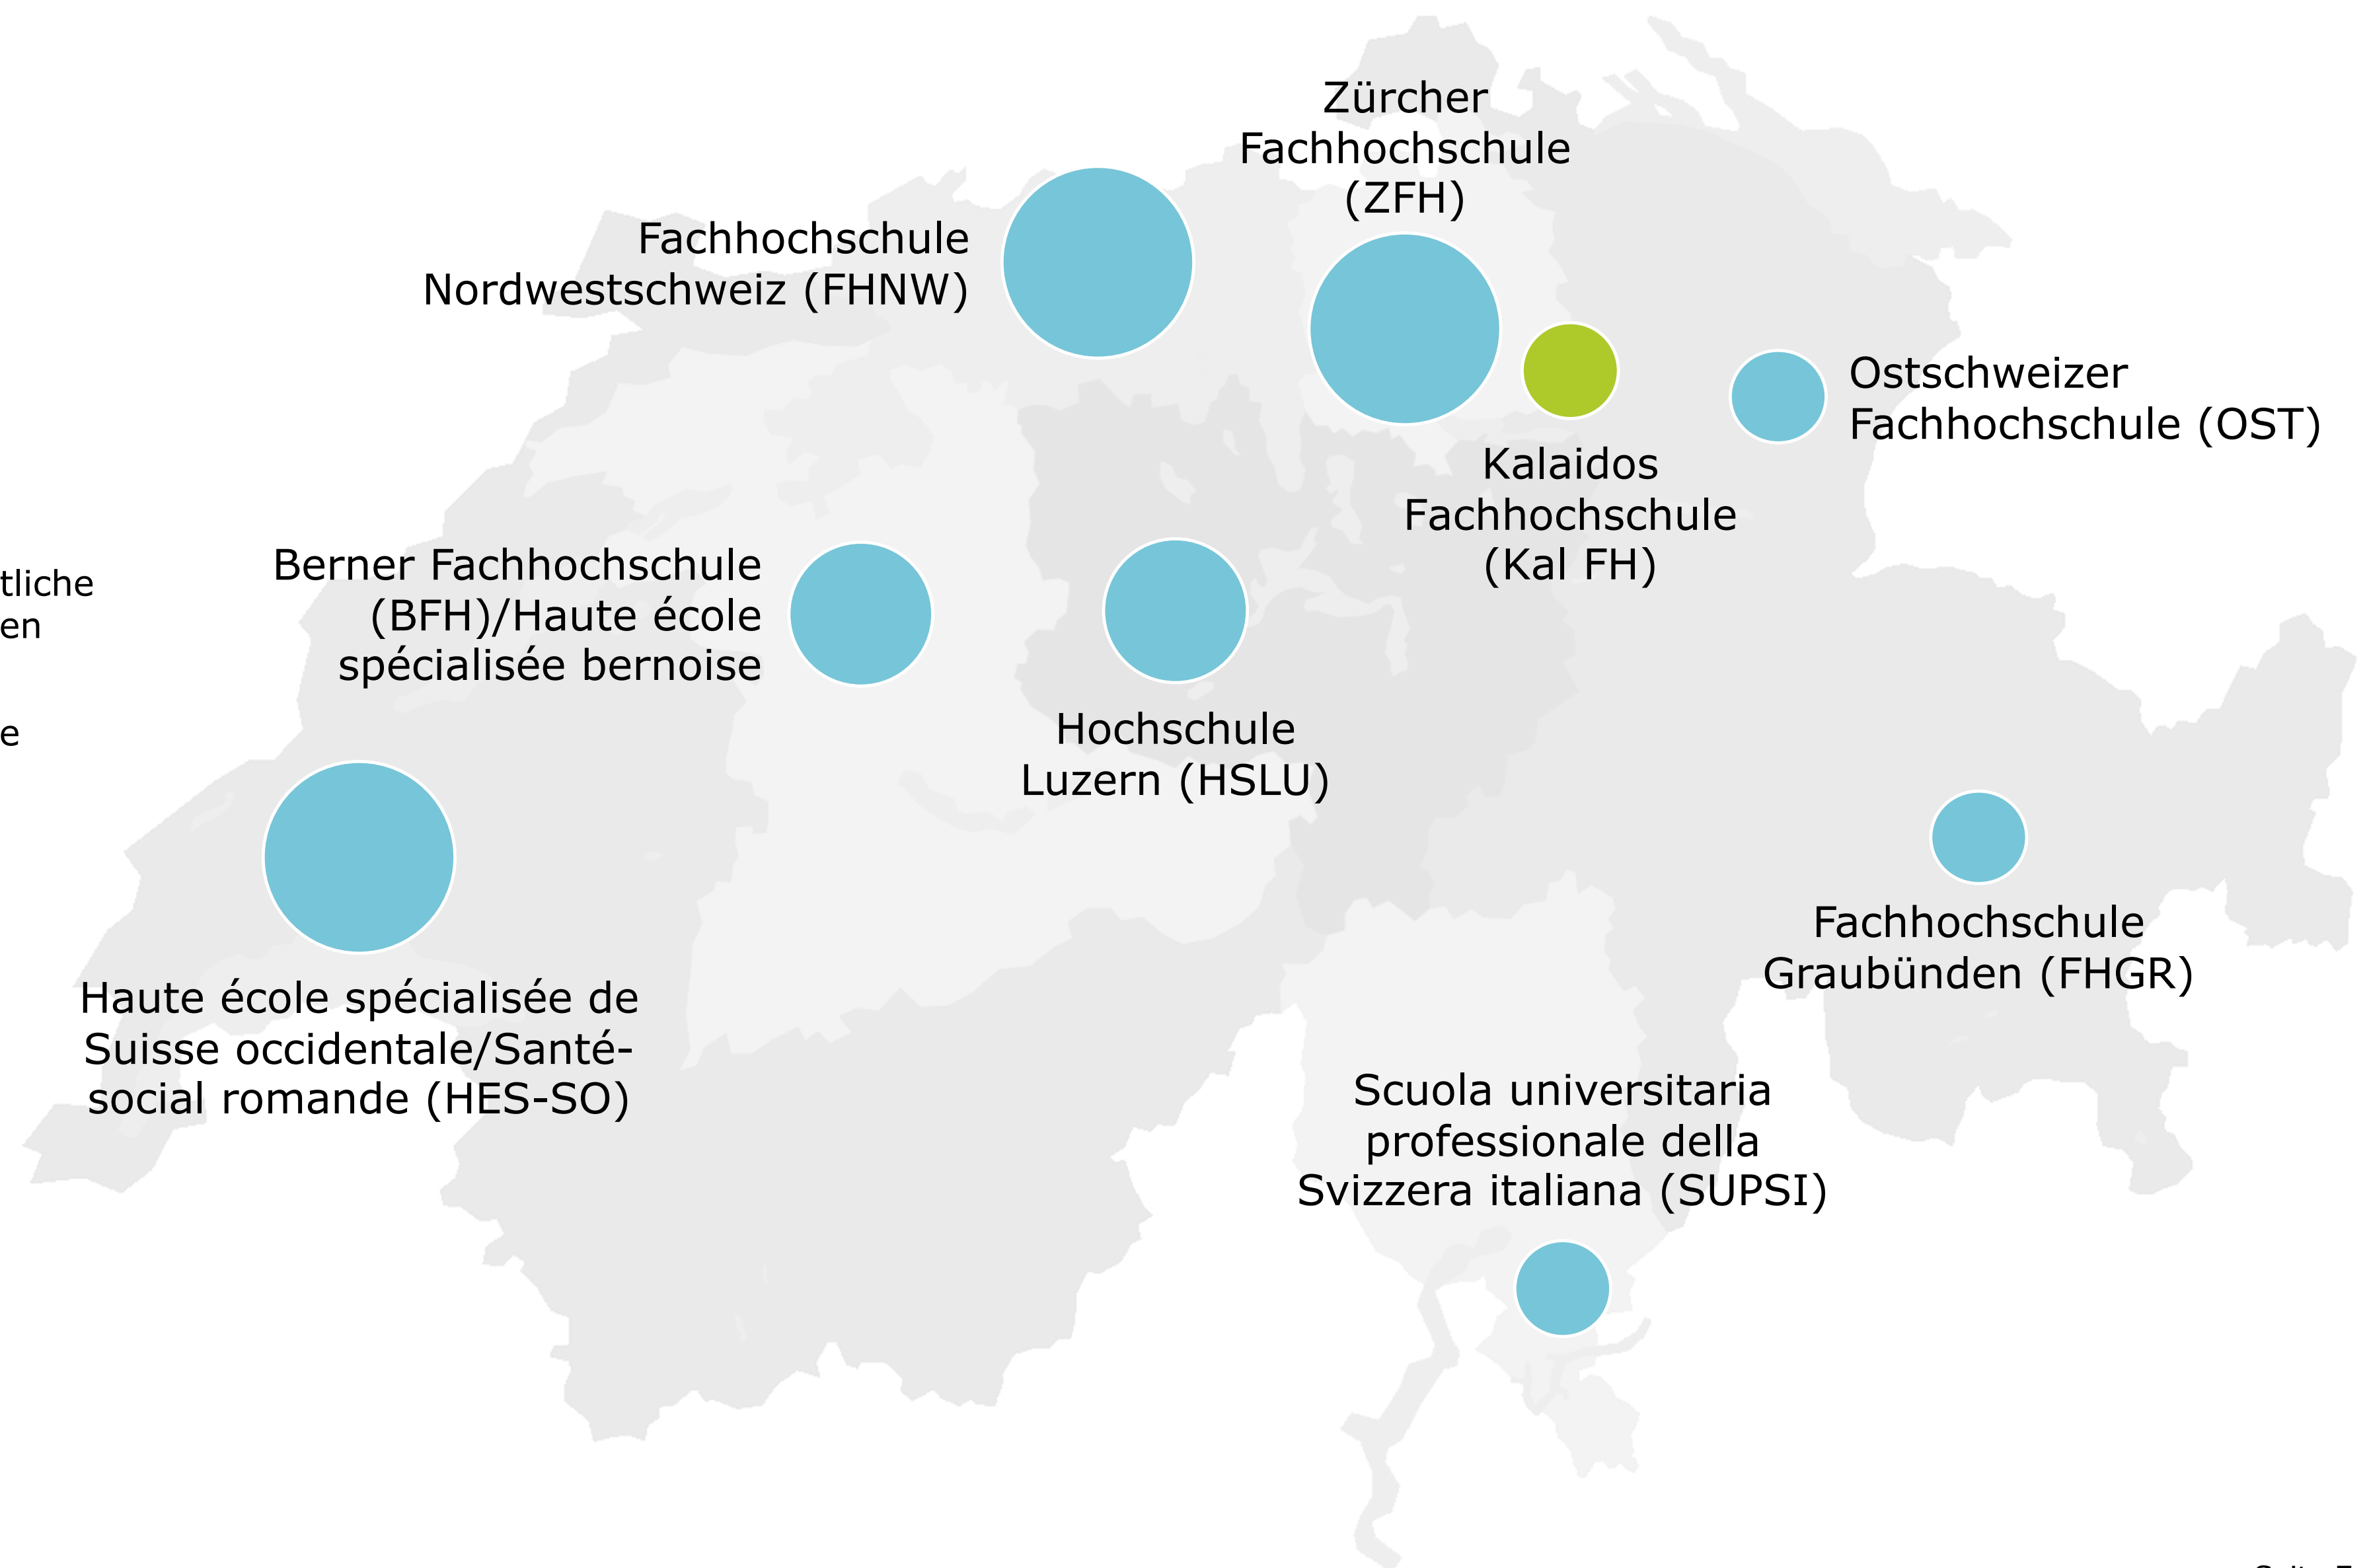 Zürcher
Fachhochschule
(ZFH)
Fachhochschule
Nordwestschweiz (FHNW)
Ostschweizer
Fachhochschule (OST)
Kalaidos
Fachhochschule
(Kal FH)
Berner Fachhochschule
(BFH)/Haute école
spécialisée bernoise
tliche
en
e
Hochschule
Luzern (HSLU)
Fachhochschule
Graubünden (FHGR)
Haute école spécialisée de
Suisse occidentale/Santé-
social romande (HES-SO)
Scuola universitaria
professionale della
Svizzera italiana (SUPSI)